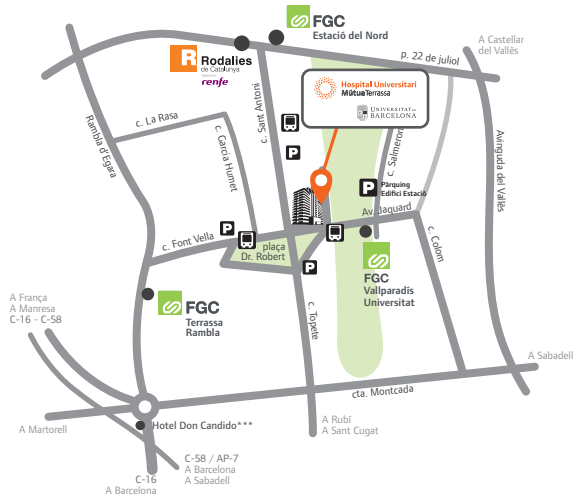 FGC
Estació del Nord
A Castellar
del Vallès
R
Rodalies
de Catalunya
renfe
p. 22 de juliol
Hospital Universitari
MútuaTerrassa
UNIVERSITAT DE
BARCELONA
Rambla d'Egara
c. La Rasa
c. Garcia Humet
c. Sant Antoni
P
c. Salmeron
Avinguda del Vallès
P
Pàrquing
Edifici Estació
Av. Jaquard
P
c. Font Vella
plaça
Dr. Robert
P
c. Colom
FGC
Vallparadís
Universitat
FGC
Terrassa
Rambla
A França
A Manresa
C-16 - C-58
c. Topete
A Sabadell
cta. Montcada
A Martorell
Hotel Don Candido***
A Rubí
A Sant Cugat
C-58 / AP-7
A Barcelona
A Sabadell
C-16
A Barcelona